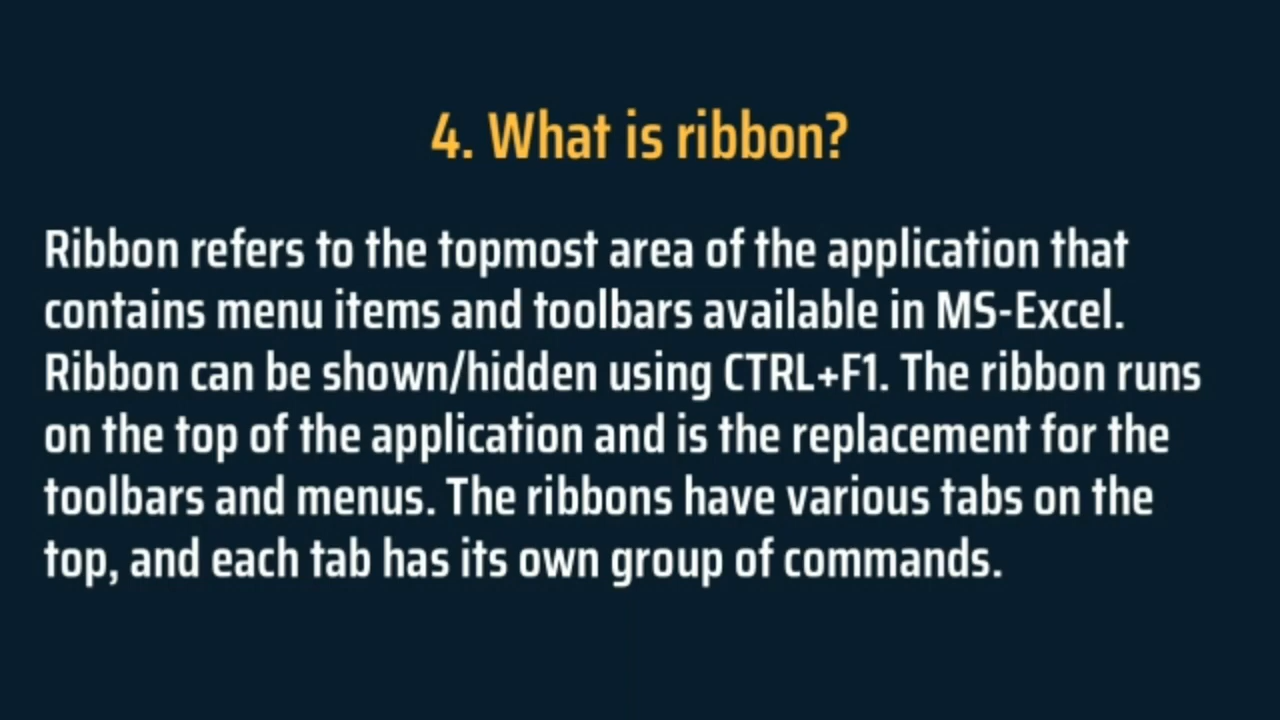 4. What is ribbon?
Ribbon refers to the topmost area of the application that
contains menu items and toolbars available in MS-Excel.
Ribbon can be shown/hidden using CTRL+F1. The ribbon runs
on the top of the application and is the replacement for the
toolbars and menus. The ribbons have various tabs on the
top, and each tab has its own group of commands.